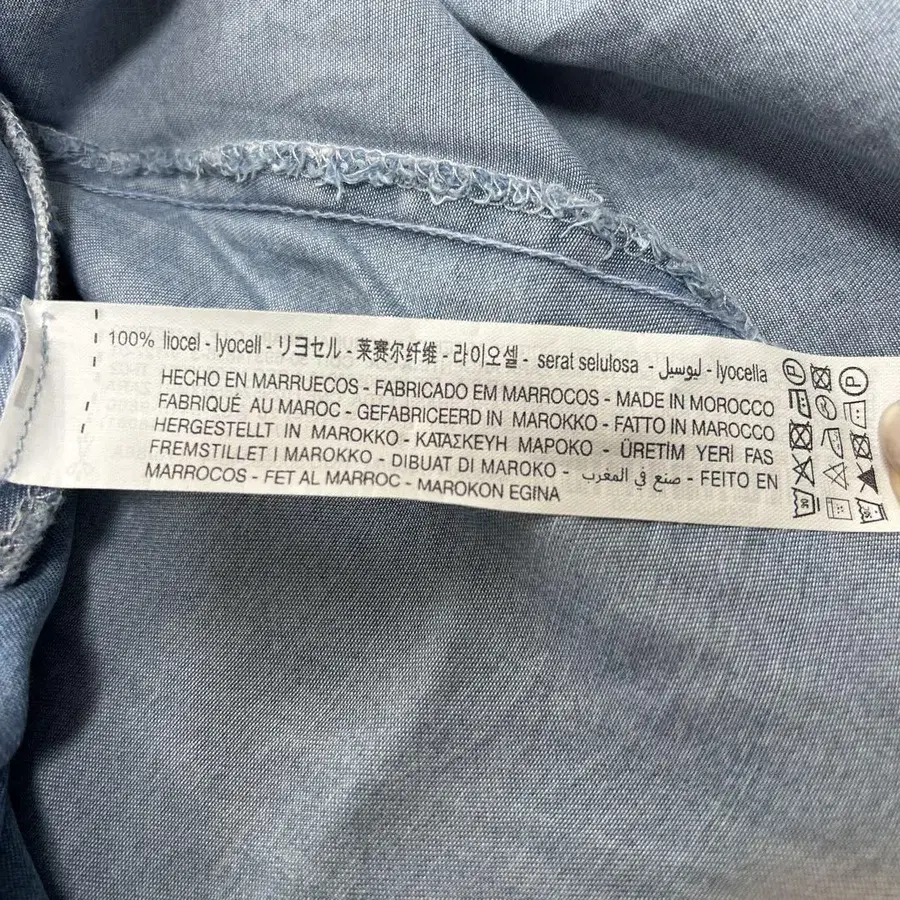 100% liocel - lyocell - リヨセル - 莱赛尔纤维 - 라이오셀 - serat selulosa - ليوسيل - lyocella
HECHO EN MARRUECOS - FABRICADO EM MARROCOS - MADE IN MOROCCO
FABRIQUÉ AU MAROC - GEFABRICEERD IN MAROKKO - FATTO IN MAROCCO
HERGESTELLT IN MAROKKO - ΚΑΤΑΣΚΕΥΗ ΜΑΡΟΚΟ - ÜRETİM YERİ FAS
FREMSTILLET I MAROKKO - DIBUAT DI MAROKO - صنع في المغرب - FEITO EN
MARROCOS - FET AL MARROC - MAROKON EGINA
P P